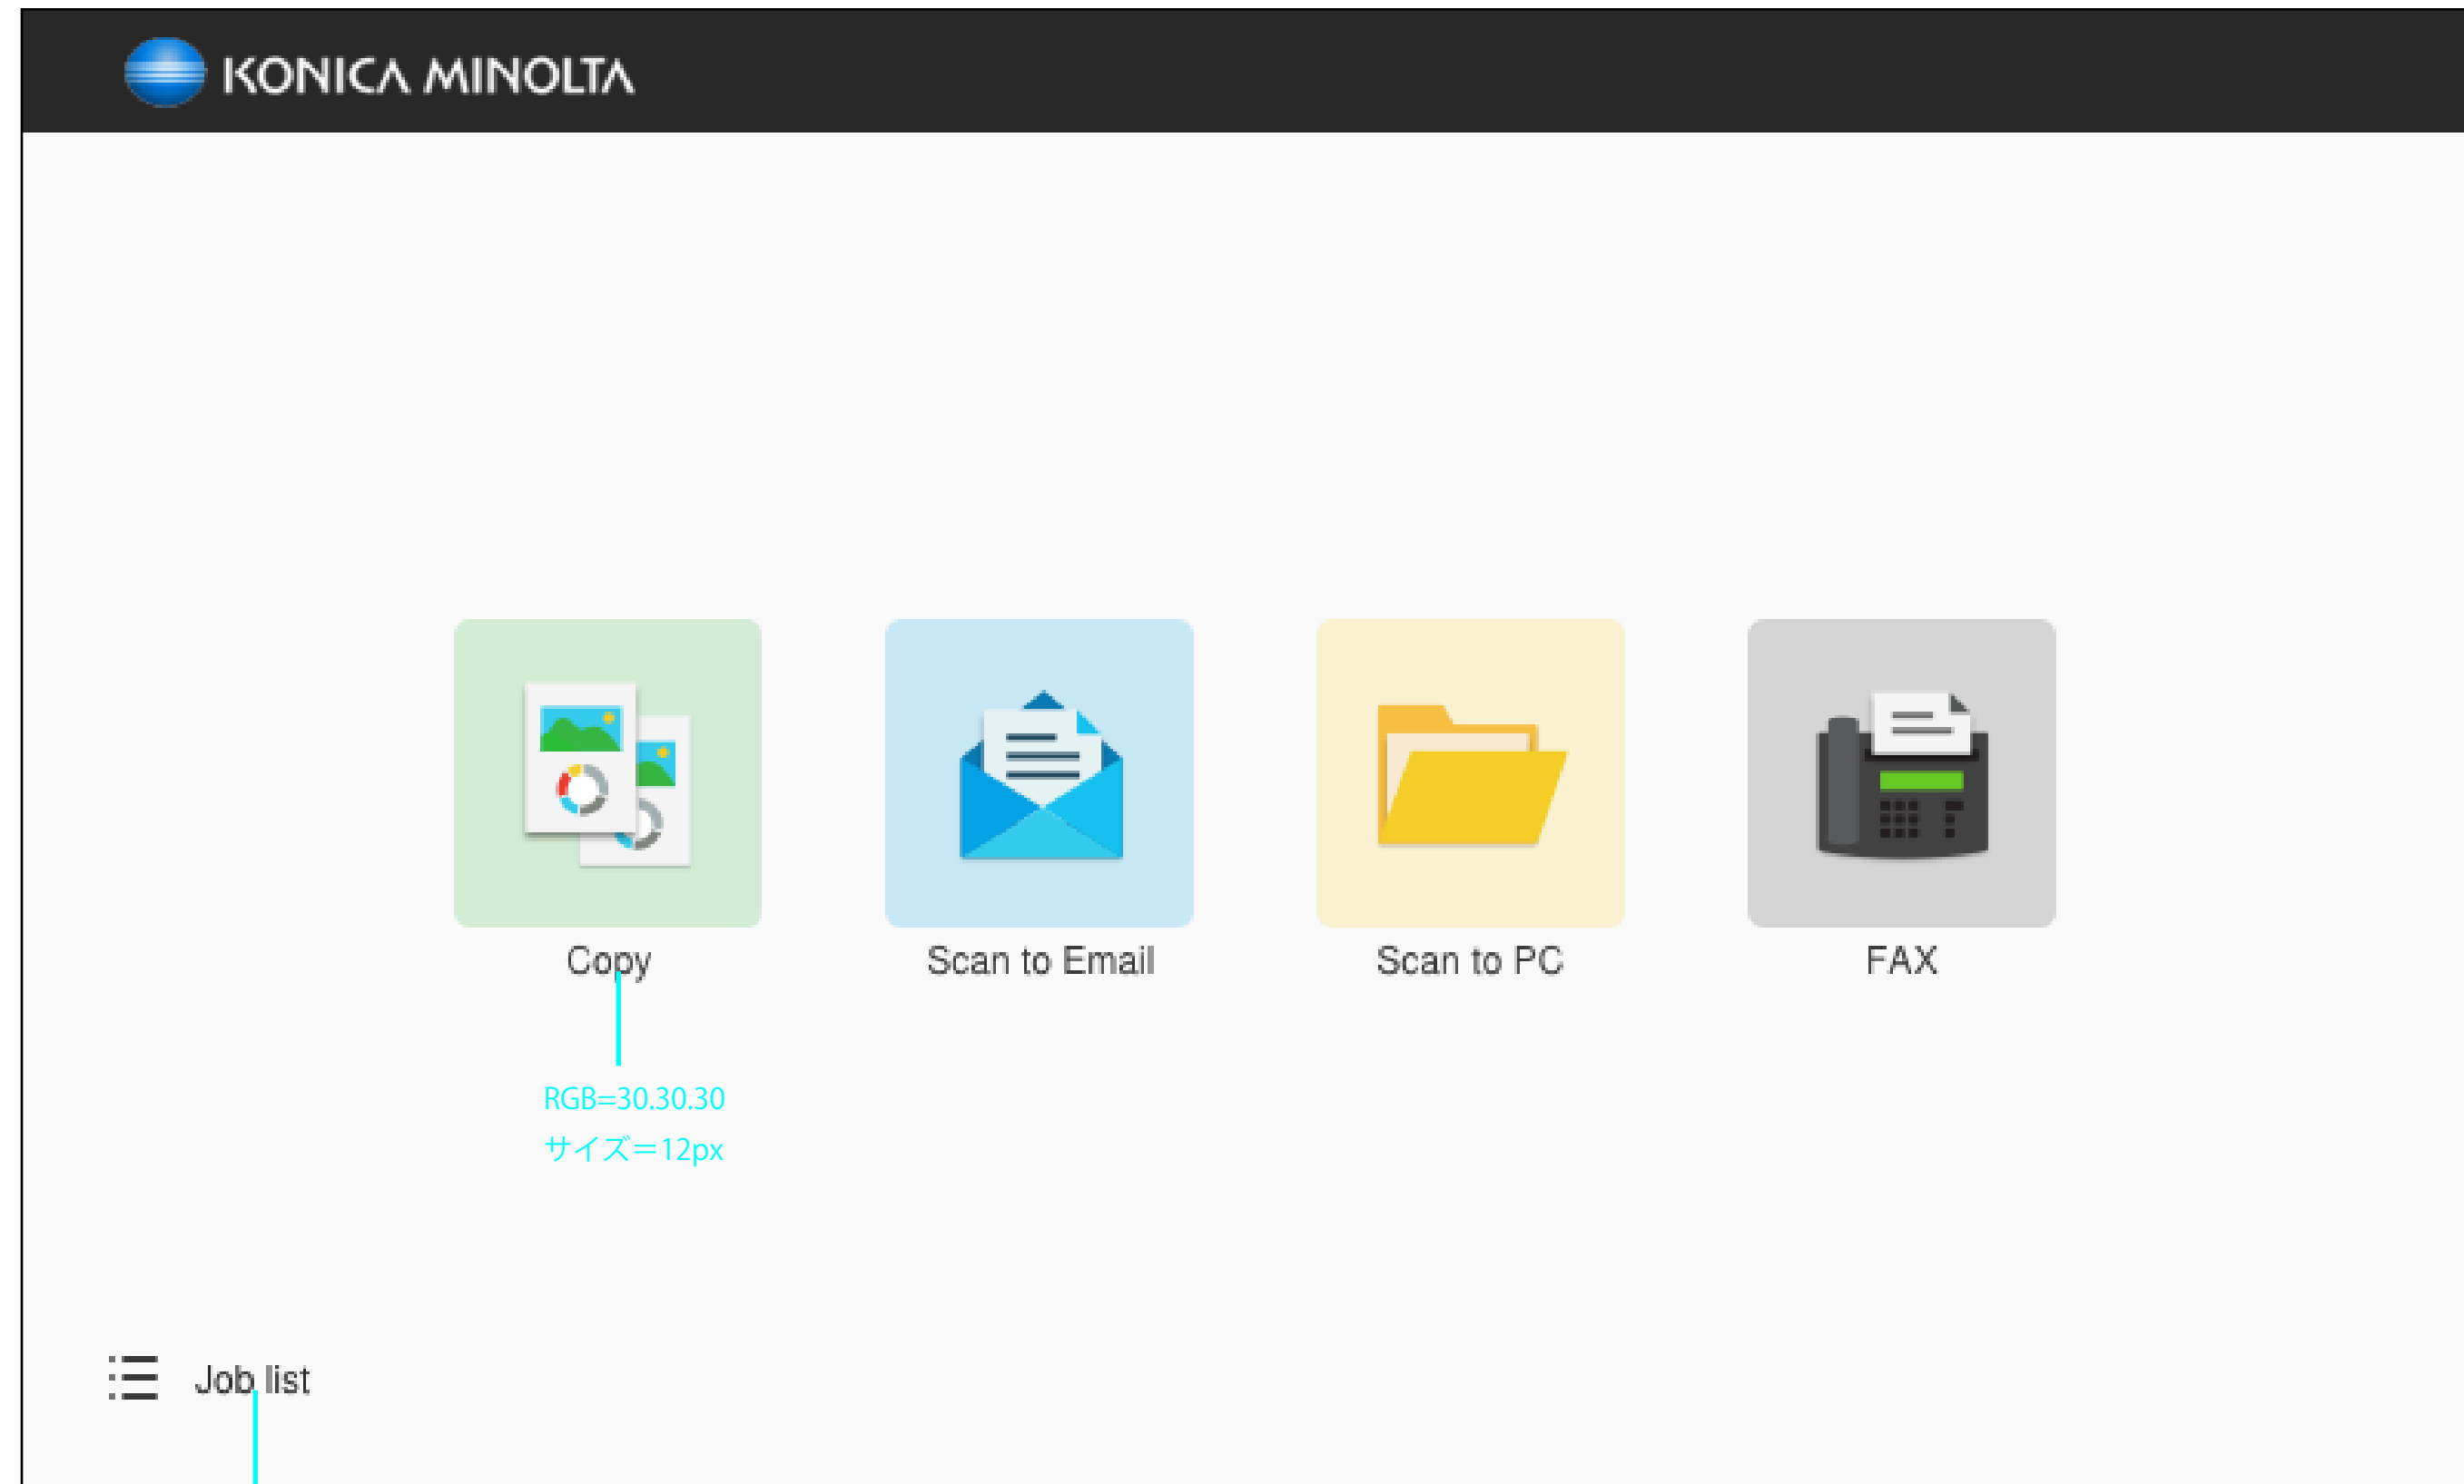 KONICA MINOLTA
Copy
Scan to Email
Scan to PC
FAX
RGB=30.30.30
サイズ＝12px
Job list